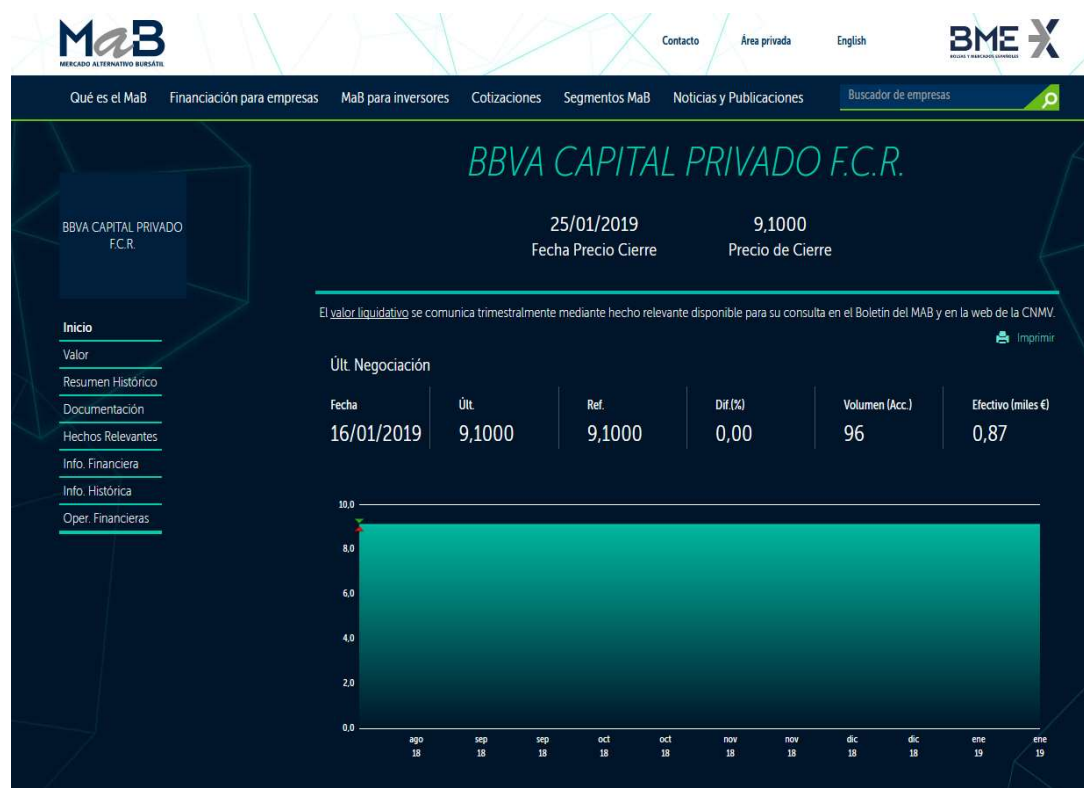 MaB
MERCADO ALTERNATIVO BURSÁTIL
Contacto Área privada English
BME X
BOLSAS Y MERCADOS ESPAÑOLES
Qué es el MaB Financiación para empresas MaB para inversores Cotizaciones Segmentos MaB Noticias y Publicaciones Buscador de empresas
BBVA CAPITAL PRIVADO F.C.R.
BBVA CAPITAL PRIVADO
F.C.R.
25/01/2019 9,1000
Fecha Precio Cierre Precio de Cierre
El valor liquidativo se comunica trimestralmente mediante hecho relevante disponible para su consulta en el Boletín del MAB y en la web de la CNMV.
Imprimir
Inicio
Valor
Resumen Histórico
Documentación
Hechos Relevantes
Info. Financiera
Info. Histórica
Oper. Financieras
Últ. Negociación
Fecha Últ. Ref. Dif.(%) Volumen (Acc.) Efectivo (miles €)
16/01/2019 9,1000 9,1000 0,00 96 0,87
10,0
8,0
6,0
4,0
2,0
0,0
ago sep sep oct oct nov nov dic dic ene ene
18 18 18 18 18 18 18 18 18 19 19